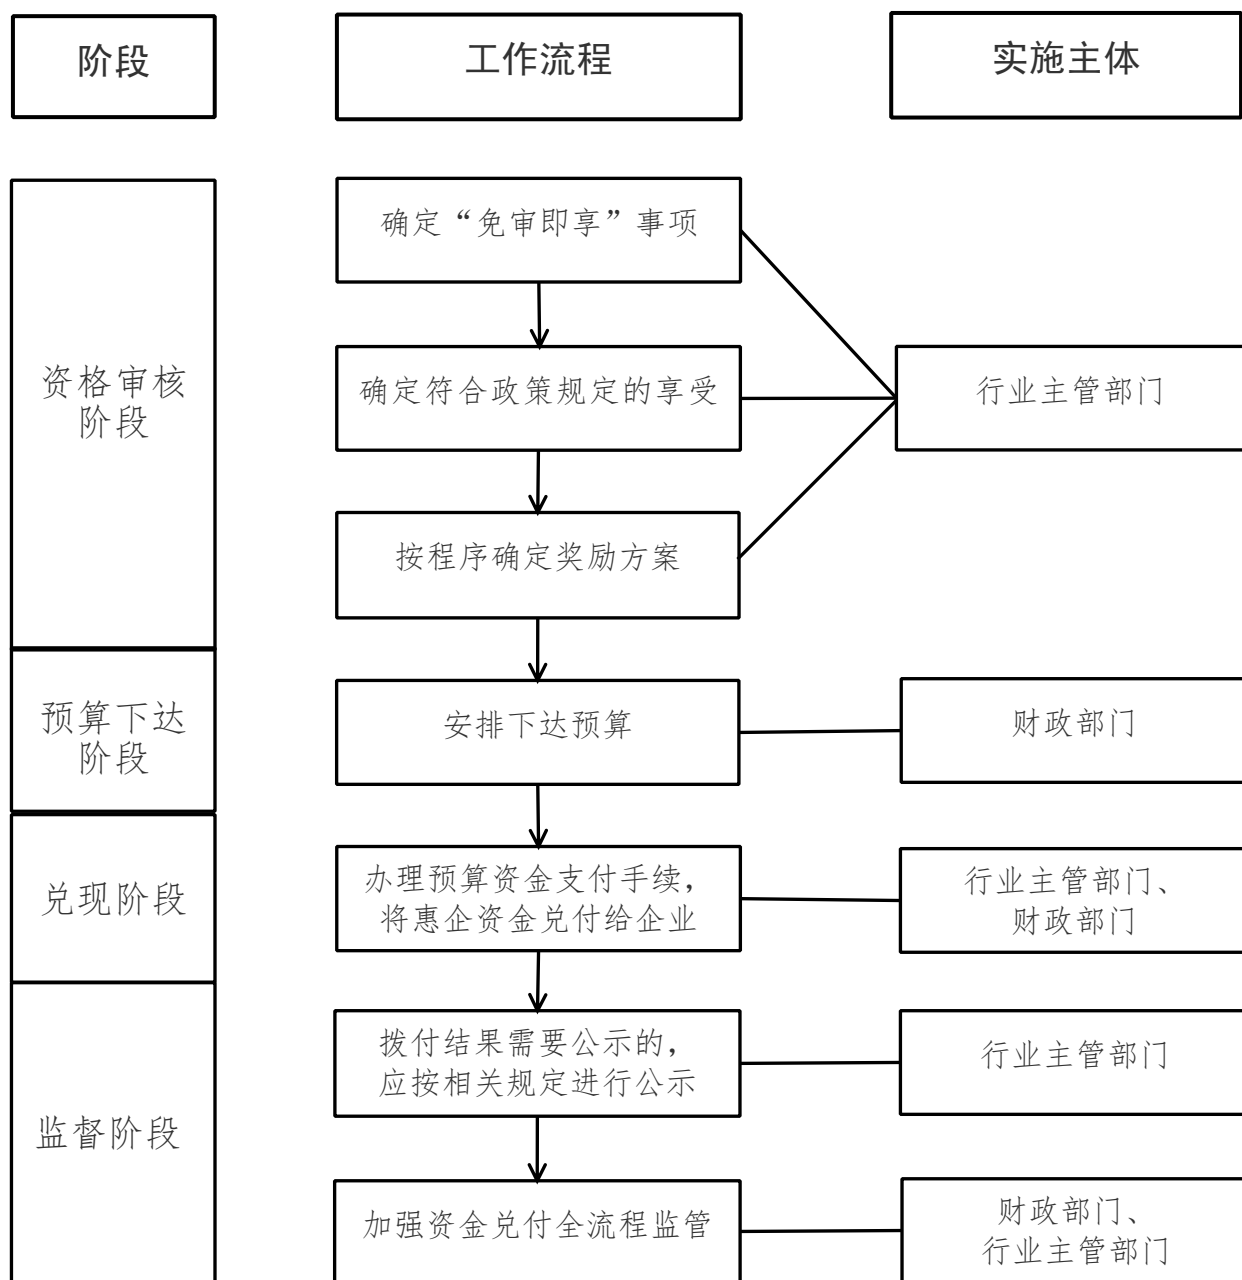 阶段
工作流程
实施主体
资格审核
阶段
确定“免审即享”事项
确定符合政策规定的享受
按程序确定奖励方案
行业主管部门
预算下达
阶段
安排下达预算
财政部门
兑现阶段
办理预算资金支付手续，
将惠企资金兑付给企业
行业主管部门、
财政部门
监督阶段
拨付结果需要公示的，
应按相关规定进行公示
行业主管部门
加强资金兑付全流程监管
财政部门、
行业主管部门